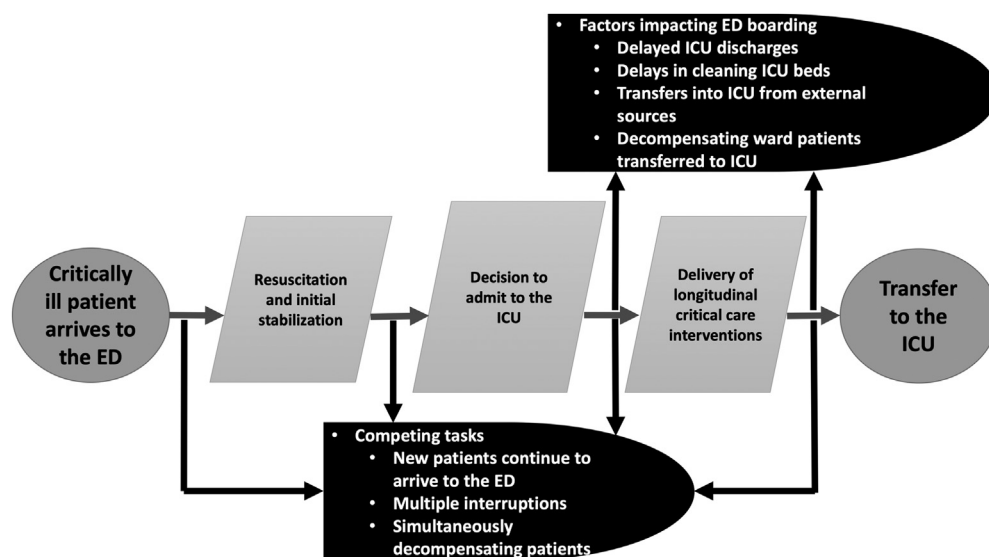 • Factors impacting ED boarding
• Delayed ICU discharges
• Delays in cleaning ICU beds
• Transfers into ICU from external
sources
• Decompensating ward patients
transferred to ICU
Critically
ill patient
arrives to
the ED
Resuscitation
and initial
stabilization
Decision to
admit to the
ICU
Delivery of
longitudinal
critical care
interventions
Transfer
to the
ICU
• Competing tasks
• New patients continue to
arrive to the ED
• Multiple interruptions
• Simultaneously
decompensating patients